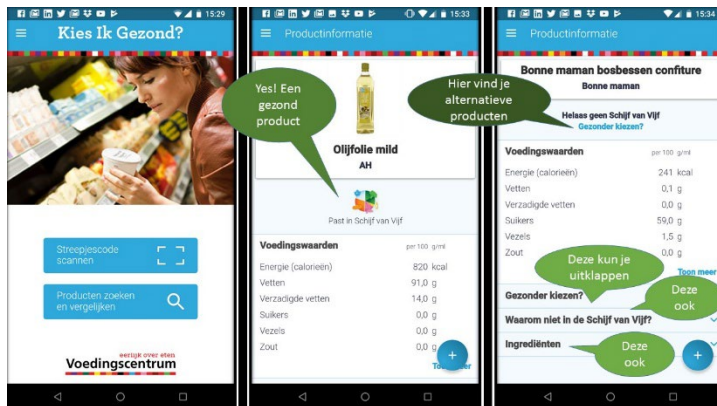 15:29
Kies Ik Gezond?
Streepjescode
scannen
Producten zoeken
en vergelijken
eerlijk over eten
Voedingscentrum
15:33
Productinformatie
Yes! Een
gezond
product
Olijfolie mild
AH
Past in Schijf van Vijf
Voedingswaarden per 100 g/ml
Energie (calorieën) 820 kcal
Vetten 91,0 g
Verzadigde vetten 14,0 g
Suikers 0,0 g
Vezels 0,0 g
Zout 0,0 g
+
15:34
Productinformatie
Bonne maman bosbessen confiture
Bonne maman
Hier vind je
alternatieve
producten
Helaas geen Schijf van Vijf
Gezonder kiezen?
Voedingswaarden per 100 g/ml
Energie (calorieën) 241 kcal
Vetten 0,1 g
Verzadigde vetten 0,0 g
Suikers 59,0 g
Vezels 1,5 g
Zout 0,0 g
Toon meer
Deze kun je
uitklappen
Gezonder kiezen?
Deze
ook
Waarom niet in de Schijf van Vijf?
Ingrediënten
Deze
ook
+